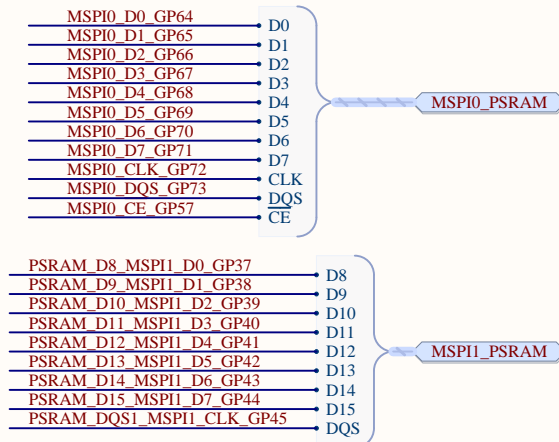 MSPI0_D0_GP64 D0
MSPI0_D1_GP65 D1
MSPI0_D2_GP66 D2
MSPI0_D3_GP67 D3
MSPI0_D4_GP68 D4
MSPI0_D5_GP69 D5
MSPI0_D6_GP70 D6
MSPI0_D7_GP71 D7
MSPI0_CLK_GP72 CLK
MSPI0_DQS_GP73 DQS
MSPI0_CE_GP57 CE
MSPI0_PSRAM
PSRAM_D8_MSPI1_D0_GP37 D8
PSRAM_D9_MSPI1_D1_GP38 D9
PSRAM_D10_MSPI1_D2_GP39 D10
PSRAM_D11_MSPI1_D3_GP40 D11
PSRAM_D12_MSPI1_D4_GP41 D12
PSRAM_D13_MSPI1_D5_GP42 D13
PSRAM_D14_MSPI1_D6_GP43 D14
PSRAM_D15_MSPI1_D7_GP44 D15
PSRAM_DQS1_MSPI1_CLK_GP45 DQS
MSPI1_PSRAM